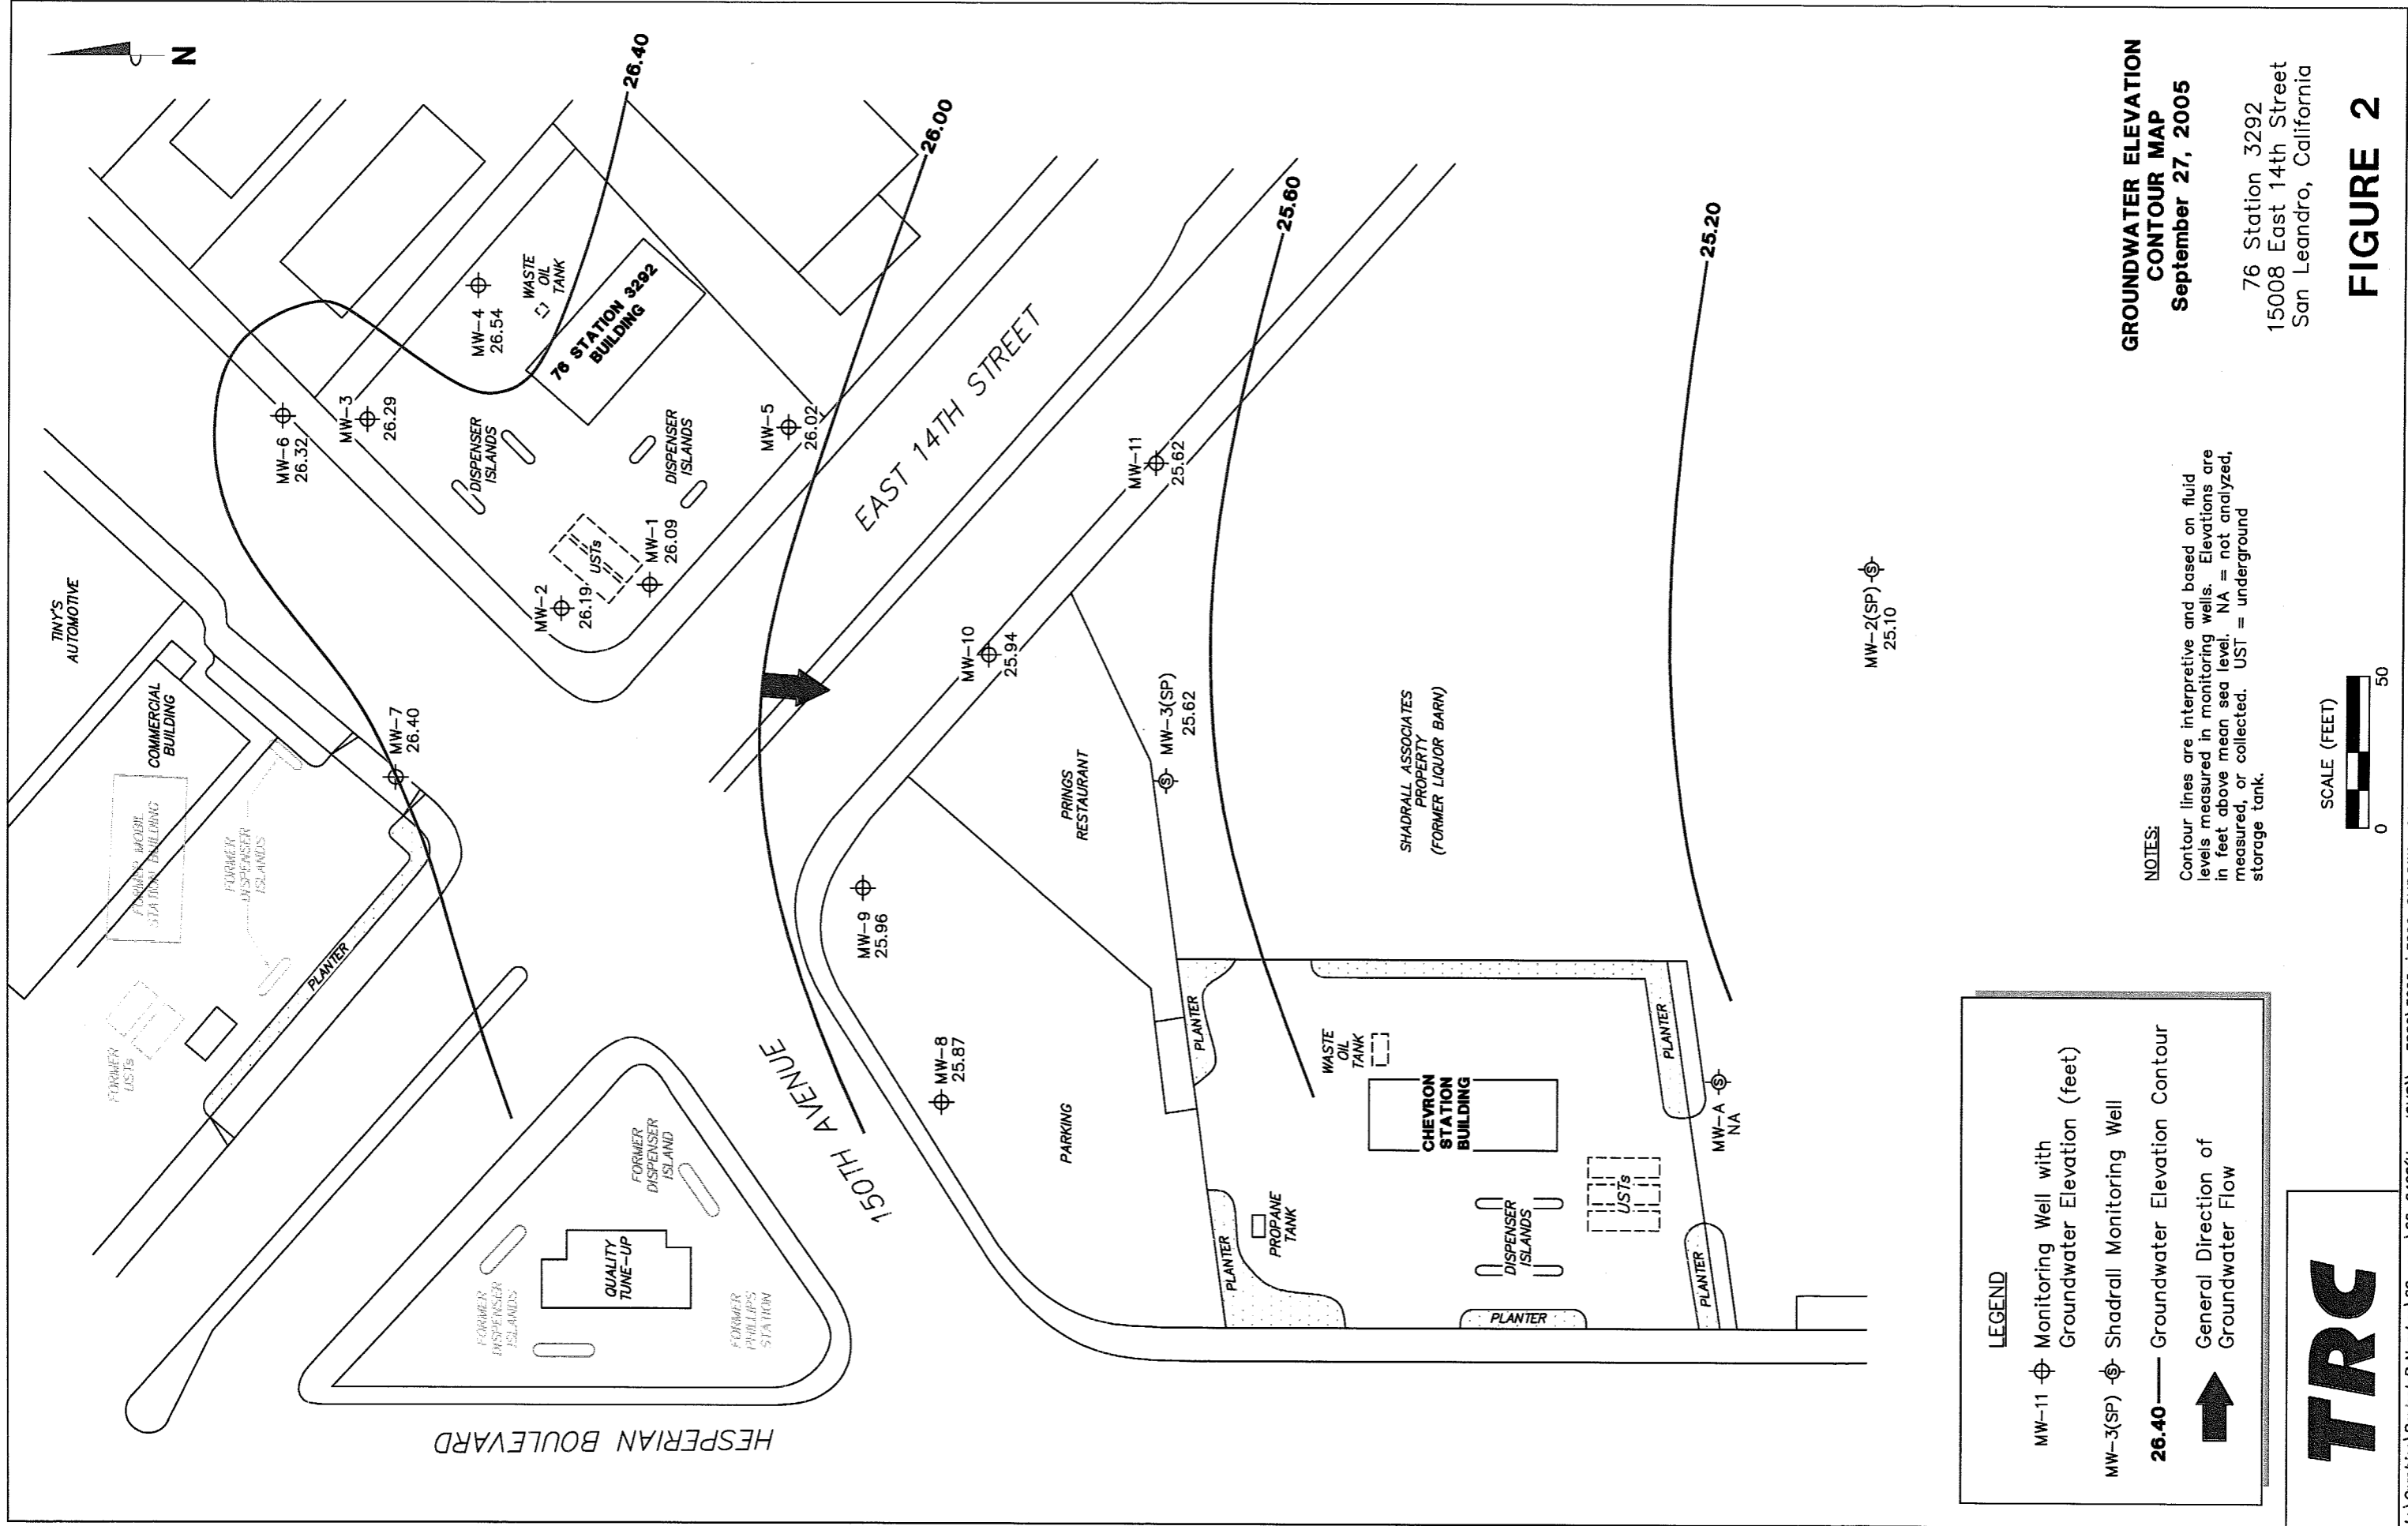 N
TINY'S
AUTOMOTIVE
COMMERCIAL
BUILDING
FORMER MOBIL
STATION BUILDING
FORMER
DISPENSER
ISLANDS
FORMER
USTs
PLANTER
MW-7
26.40
MW-6
26.32
MW-3
26.29
MW-4
26.54
WASTE
OIL
TANK
26.40
76 STATION 3292
BUILDING
DISPENSER
ISLANDS
DISPENSER
ISLANDS
MW-5
26.02
MW-2
26.19
USTs
MW-1
26.09
26.00
EAST 14TH STREET
MW-11
25.62
MW-10
25.94
25.60
25.20
MW-9
25.96
MW-8
25.87
150TH AVENUE
FORMER
DISPENSER
ISLAND
QUALITY
TUNE-UP
FORMER
DISPENSER
ISLANDS
FORMER
PHILLIPS
STATION
HESPERIAN BOULEVARD
PARKING
PRINGS
RESTAURANT
MW-3(SP)
25.62
SHADRALL ASSOCIATES
PROPERTY
(FORMER LIQUOR BARN)
MW-2(SP)
25.10
PLANTER
WASTE
OIL
TANK
CHEVRON
STATION
BUILDING
PLANTER
MW-A
NA
PLANTER
PROPANE
TANK
DISPENSER
ISLANDS
USTs
PLANTER
PLANTER
LEGEND
MW-11 Monitoring Well with
Groundwater Elevation (feet)
MW-3(SP) S Shadrall Monitoring Well
26.40 Groundwater Elevation Contour
General Direction of
Groundwater Flow
NOTES:
Contour lines are interpretive and based on fluid
levels measured in monitoring wells. Elevations are
in feet above mean sea level. NA = not analyzed,
measured, or collected. UST = underground
storage tank.
SCALE (FEET)
0 50
GROUNDWATER ELEVATION
CONTOUR MAP
September 27, 2005
76 Station 3292
15008 East 14th Street
San Leandro, California
FIGURE 2
TRC